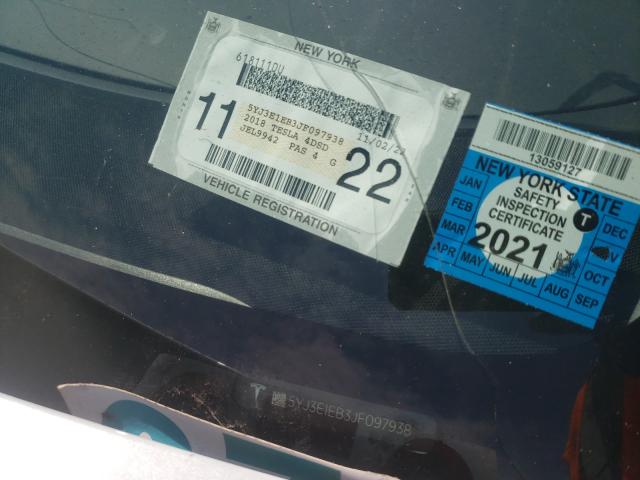 NEW YORK
618111DU
5YJ3E1EB3JF097938
2018 TESLA 4DSD
JEL9942 PAS 4 G
11/02/22
11
22
VEHICLE REGISTRATION
13059127
NEW YORK STATE
SAFETY
INSPECTION
CERTIFICATE
T
2021
JAN
FEB
MAR
APR MAY JUN JUL AUG SEP
OCT
DEC
5YJ3E1EB3JF097938